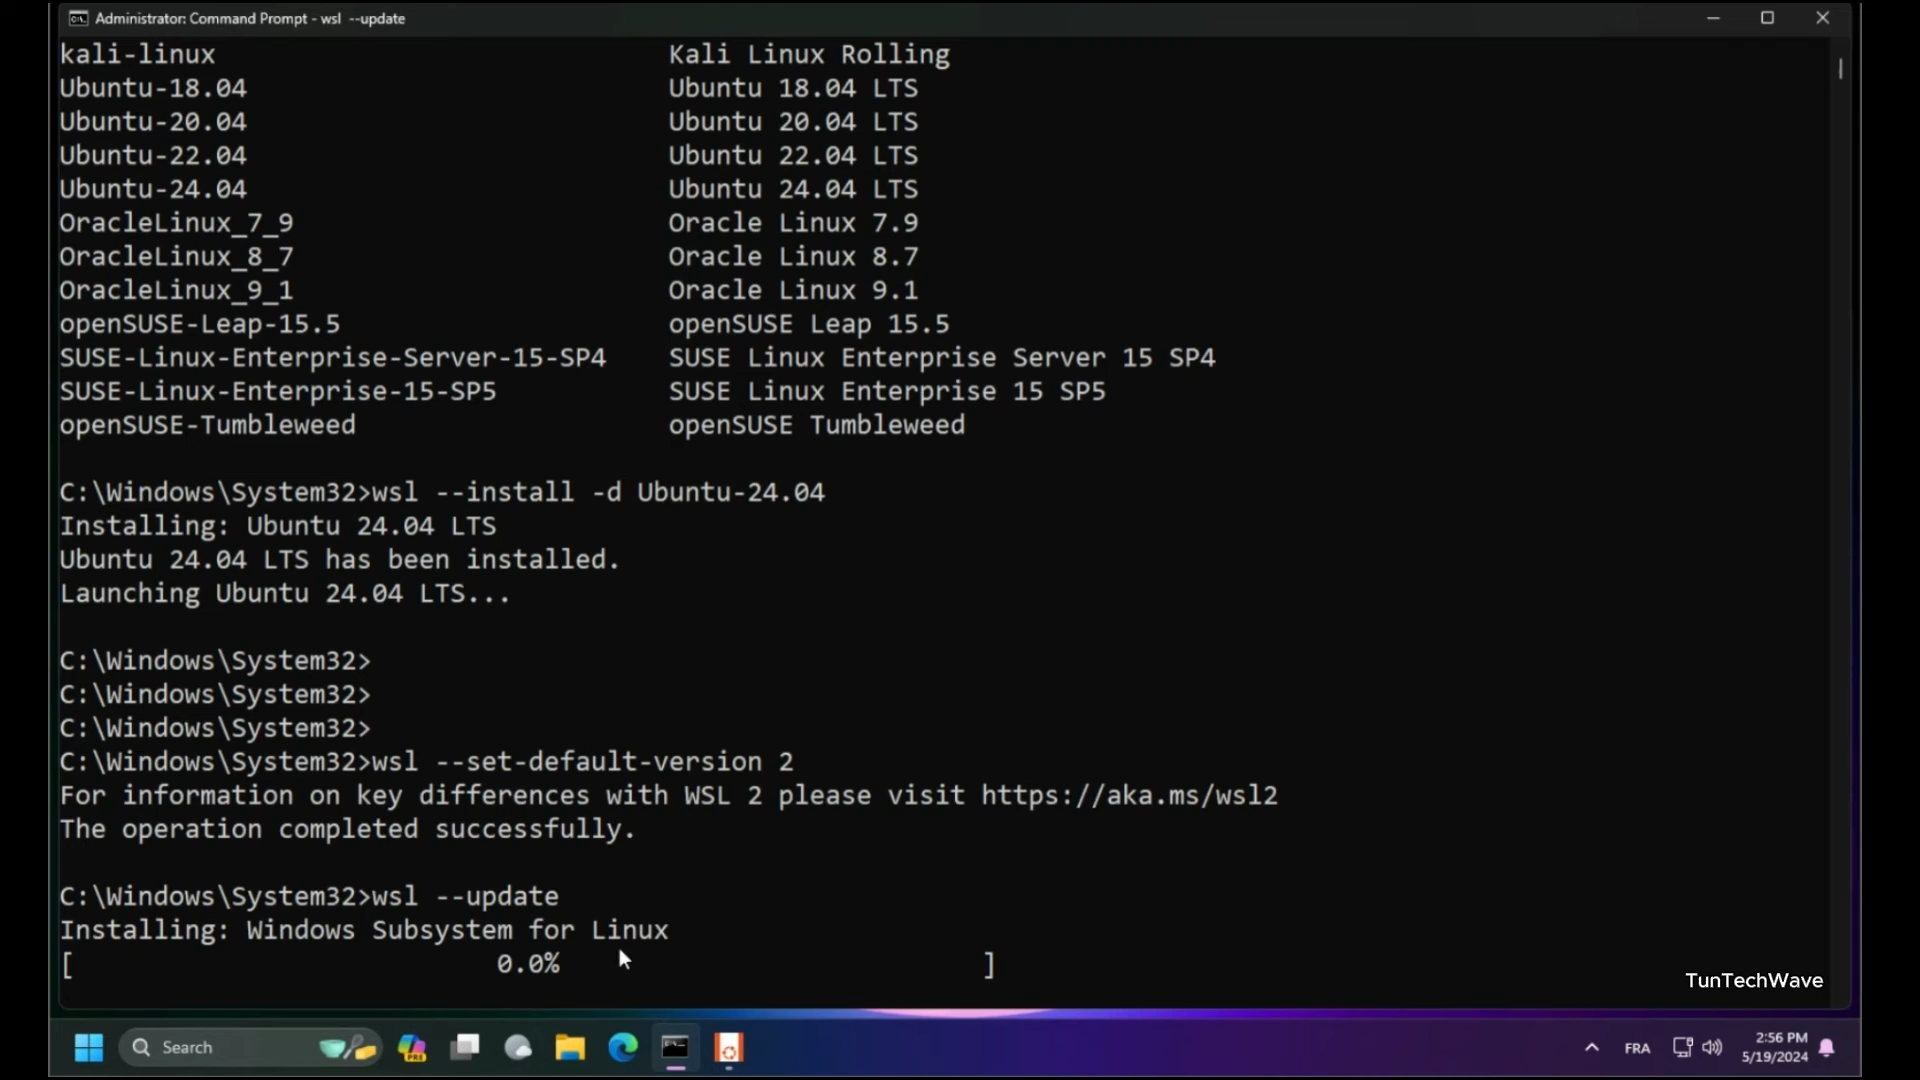 Administrator: Command Prompt - wsl --update
kali-linux Kali Linux Rolling
Ubuntu-18.04 Ubuntu 18.04 LTS
Ubuntu-20.04 Ubuntu 20.04 LTS
Ubuntu-22.04 Ubuntu 22.04 LTS
Ubuntu-24.04 Ubuntu 24.04 LTS
OracleLinux_7_9 Oracle Linux 7.9
OracleLinux_8_7 Oracle Linux 8.7
OracleLinux_9_1 Oracle Linux 9.1
openSUSE-Leap-15.5 openSUSE Leap 15.5
SUSE-Linux-Enterprise-Server-15-SP4 SUSE Linux Enterprise Server 15 SP4
SUSE-Linux-Enterprise-15-SP5 SUSE Linux Enterprise 15 SP5
openSUSE-Tumbleweed openSUSE Tumbleweed
C:\Windows\System32>wsl --install -d Ubuntu-24.04
Installing: Ubuntu 24.04 LTS
Ubuntu 24.04 LTS has been installed.
Launching Ubuntu 24.04 LTS...
C:\Windows\System32>
C:\Windows\System32>
C:\Windows\System32>
C:\Windows\System32>wsl --set-default-version 2
For information on key differences with WSL 2 please visit https://aka.ms/wsl2
The operation completed successfully.
C:\Windows\System32>wsl --update
Installing: Windows Subsystem for Linux
[ 0.0% ]
TunTechWave
Search
PRE
FRA
2:56 PM
5/19/2024